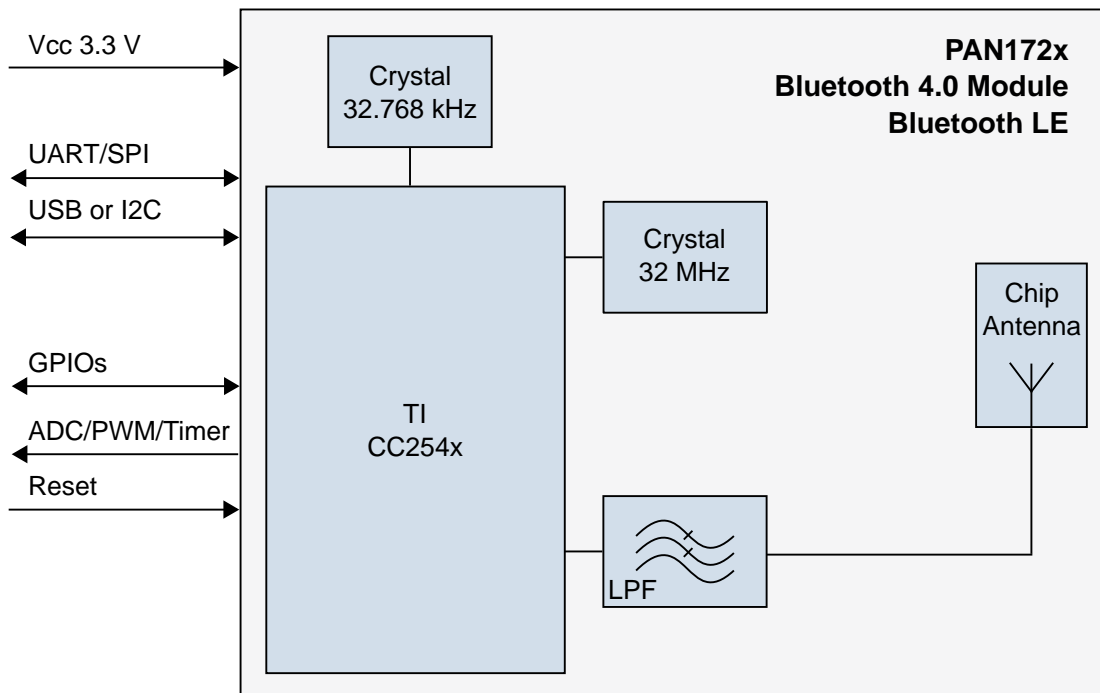 Vcc 3.3 V
UART/SPI
USB or I2C
GPIOs
ADC/PWM/Timer
Reset
PAN172x
Bluetooth 4.0 Module
Bluetooth LE
Crystal
32.768 kHz
Crystal
32 MHz
TI
CC254x
LPF
Chip
Antenna